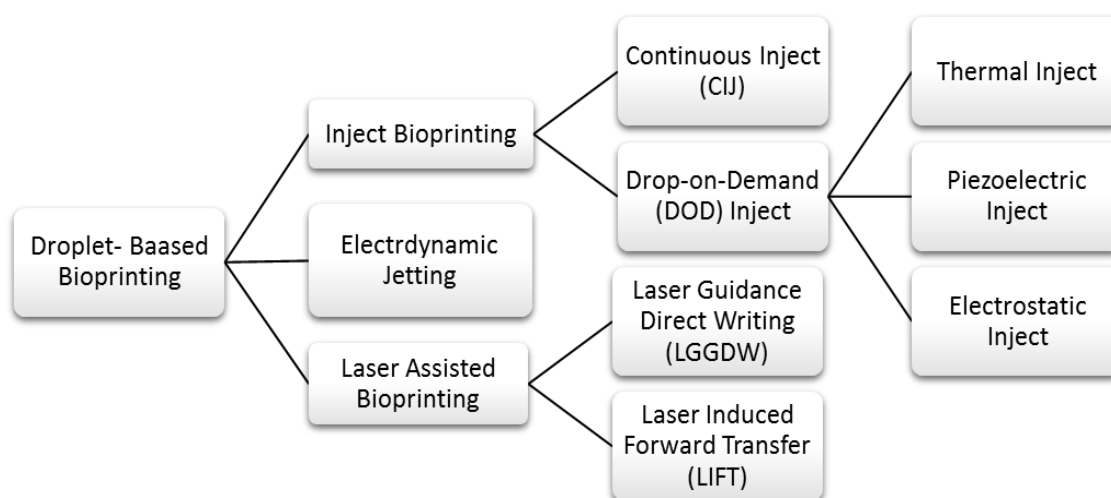 Droplet- Baased
Bioprinting
Inject Bioprinting
Electrdynamic
Jetting
Laser Assisted
Bioprinting
Continuous Inject
(CIJ)
Drop-on-Demand
(DOD) Inject
Laser Guidance
Direct Writing
(LGGDW)
Laser Induced
Forward Transfer
(LIFT)
Thermal Inject
Piezoelectric
Inject
Electrostatic
Inject